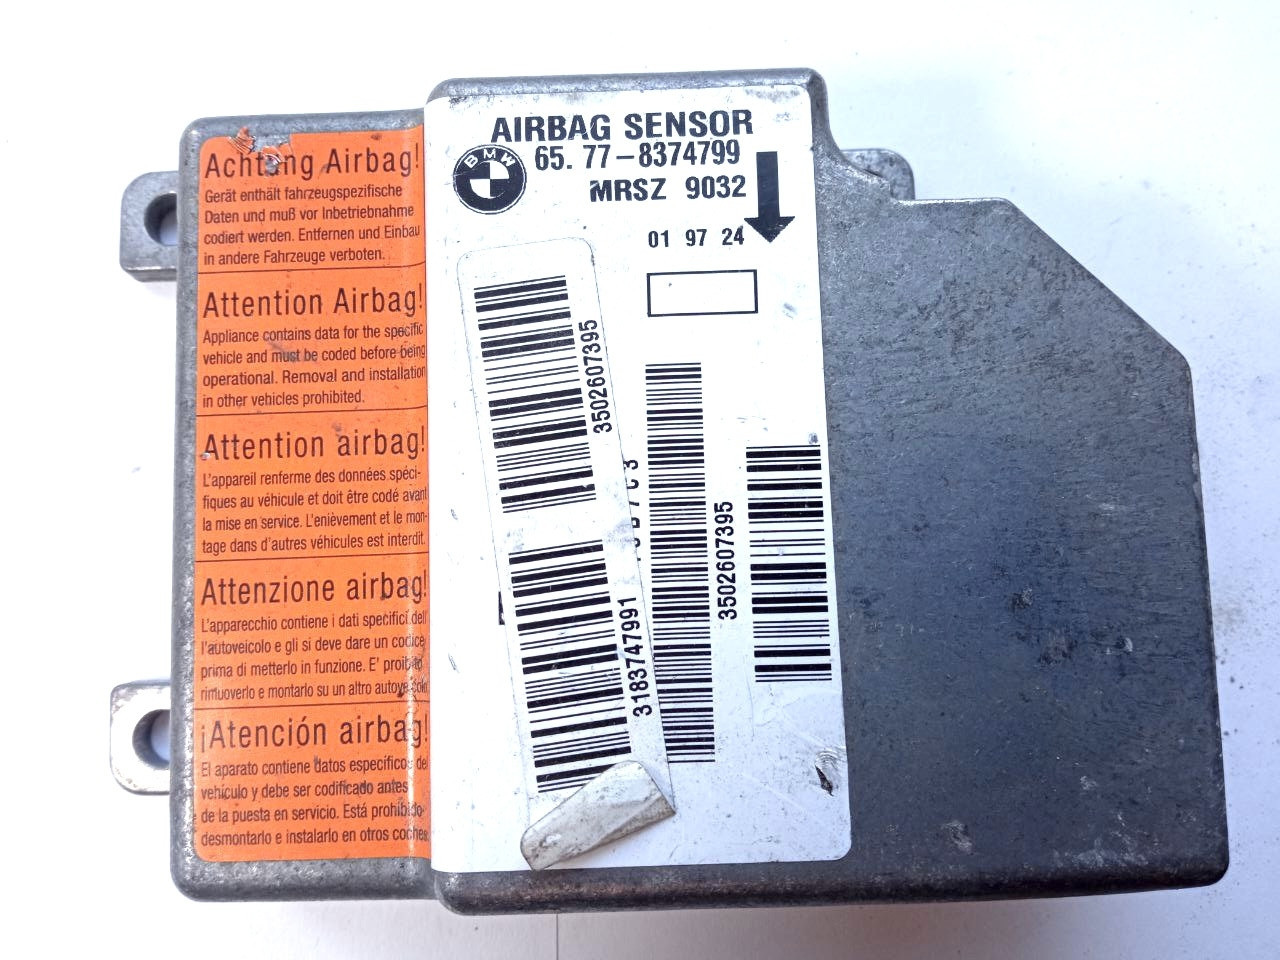 Achtung Airbag!
Gerät enthält fahrzeugspezifische
Daten und muß vor Inbetriebnahme
codiert werden. Entfernen und Einbau
in andere Fahrzeuge verboten.
Attention Airbag!
Appliance contains data for the specific
vehicle and must be coded before being
operational. Removal and installation
in other vehicles prohibited.
Attention airbag!
L'appareil renferme des données spéci-
fiques au véhicule et doit être codé avant
la mise en service. L'enièvement et le mon-
tage dans d'autres véhicules est interdit.
Attenzione airbag!
L'apparecchio contiene i dati specifici dell'
l'autoveicolo e gli si deve dare un codice
prima di metterlo in funzione. E' proibito
rimuoverlo e montarlo su un altro autoveicolo
¡Atención airbag!
El aparato contiene datos específicos de
vehículo y debe ser codificado antes
de la puesta en servicio. Está prohibido
desmontarlo e instalarlo en otros coches
AIRBAG SENSOR
BMW
65. 77-8374799
MRSZ 9032
01 97 24
3502607395
3183747991
B7C3
3502607395